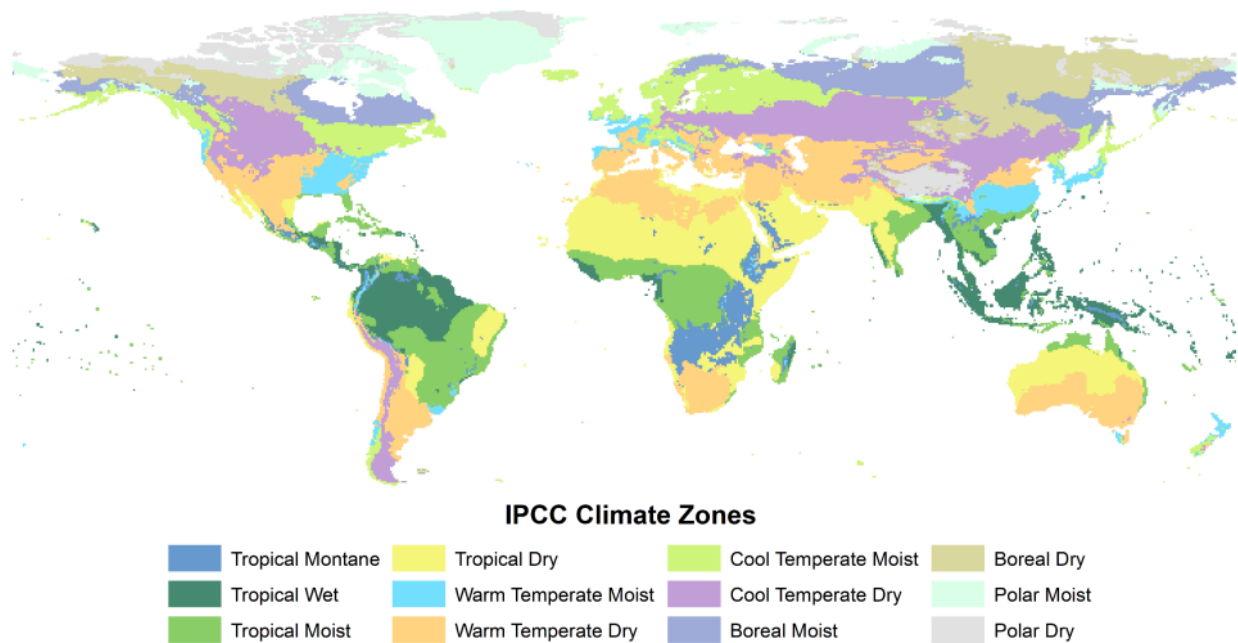 IPCC Climate Zones
Tropical Montane Tropical Dry Cool Temperate Moist Boreal Dry
Tropical Wet Warm Temperate Moist Cool Temperate Dry Polar Moist
Tropical Moist Warm Temperate Dry Boreal Moist Polar Dry